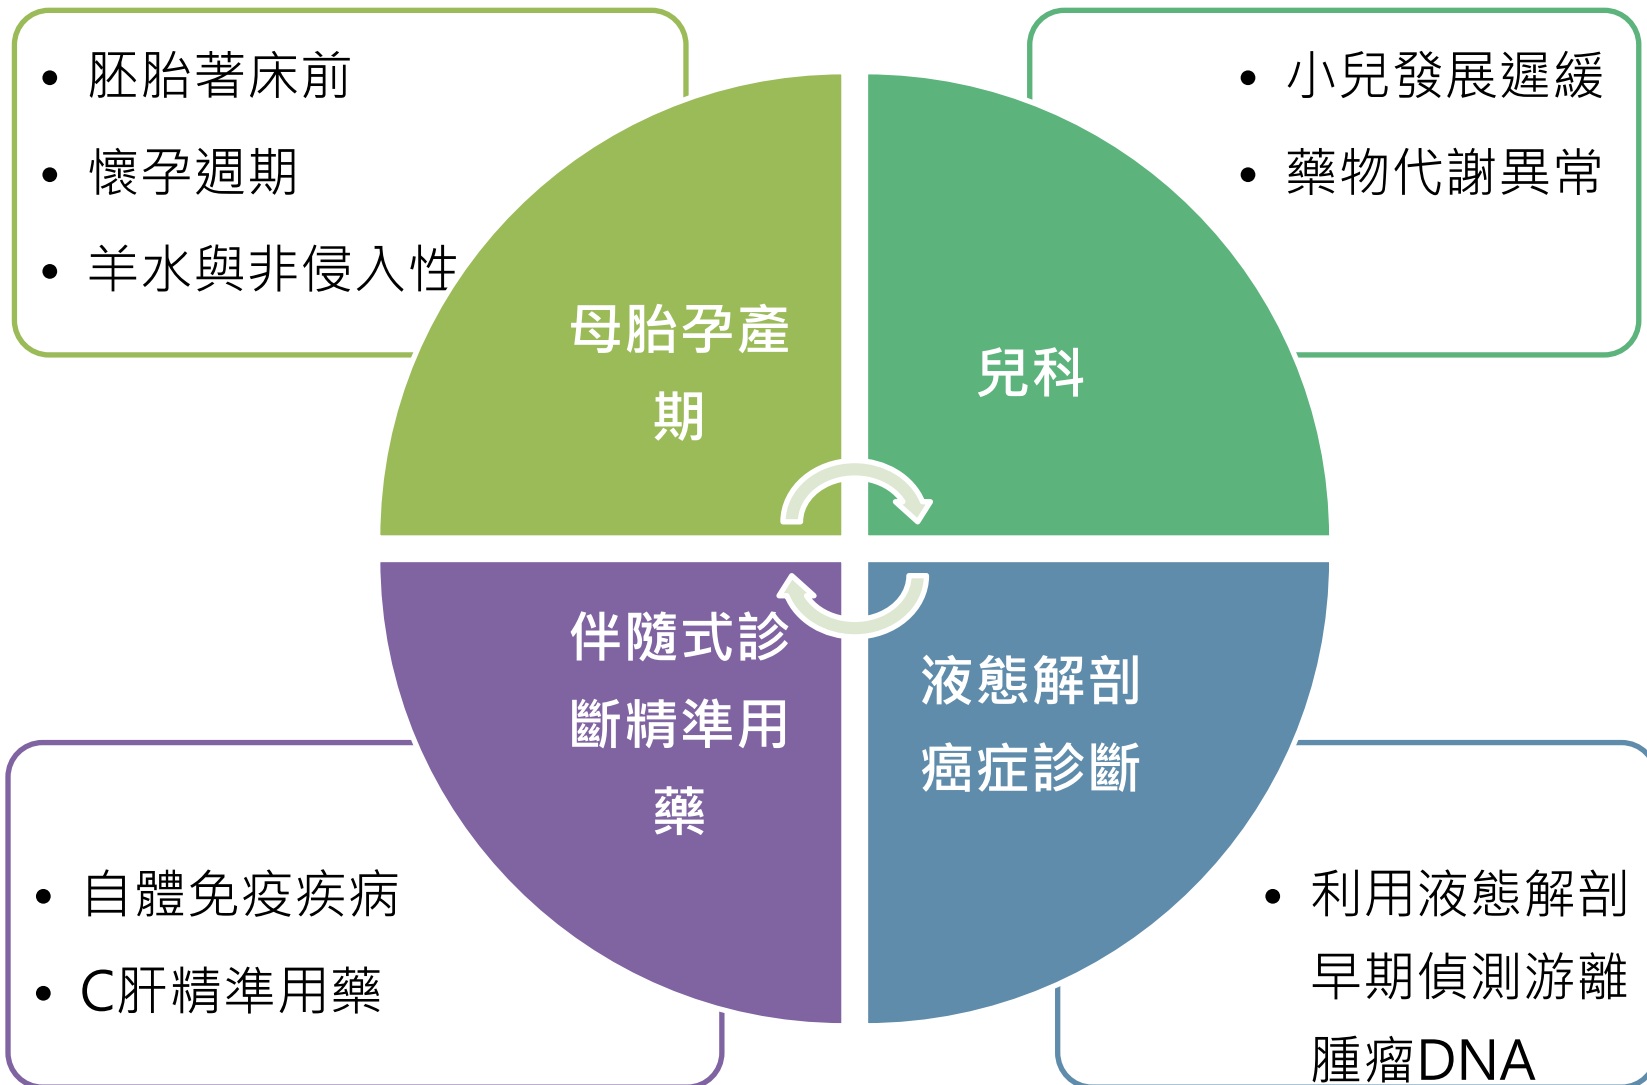 • 胚胎著床前
• 懷孕週期
• 羊水與非侵入性
母胎孕產
期
• 小兒發展遲緩
• 藥物代謝異常
兒科
伴隨式診
斷精準用
藥
• 自體免疫疾病
• C肝精準用藥
液態解剖
癌症診斷
• 利用液態解剖
早期偵測游離
腫瘤DNA